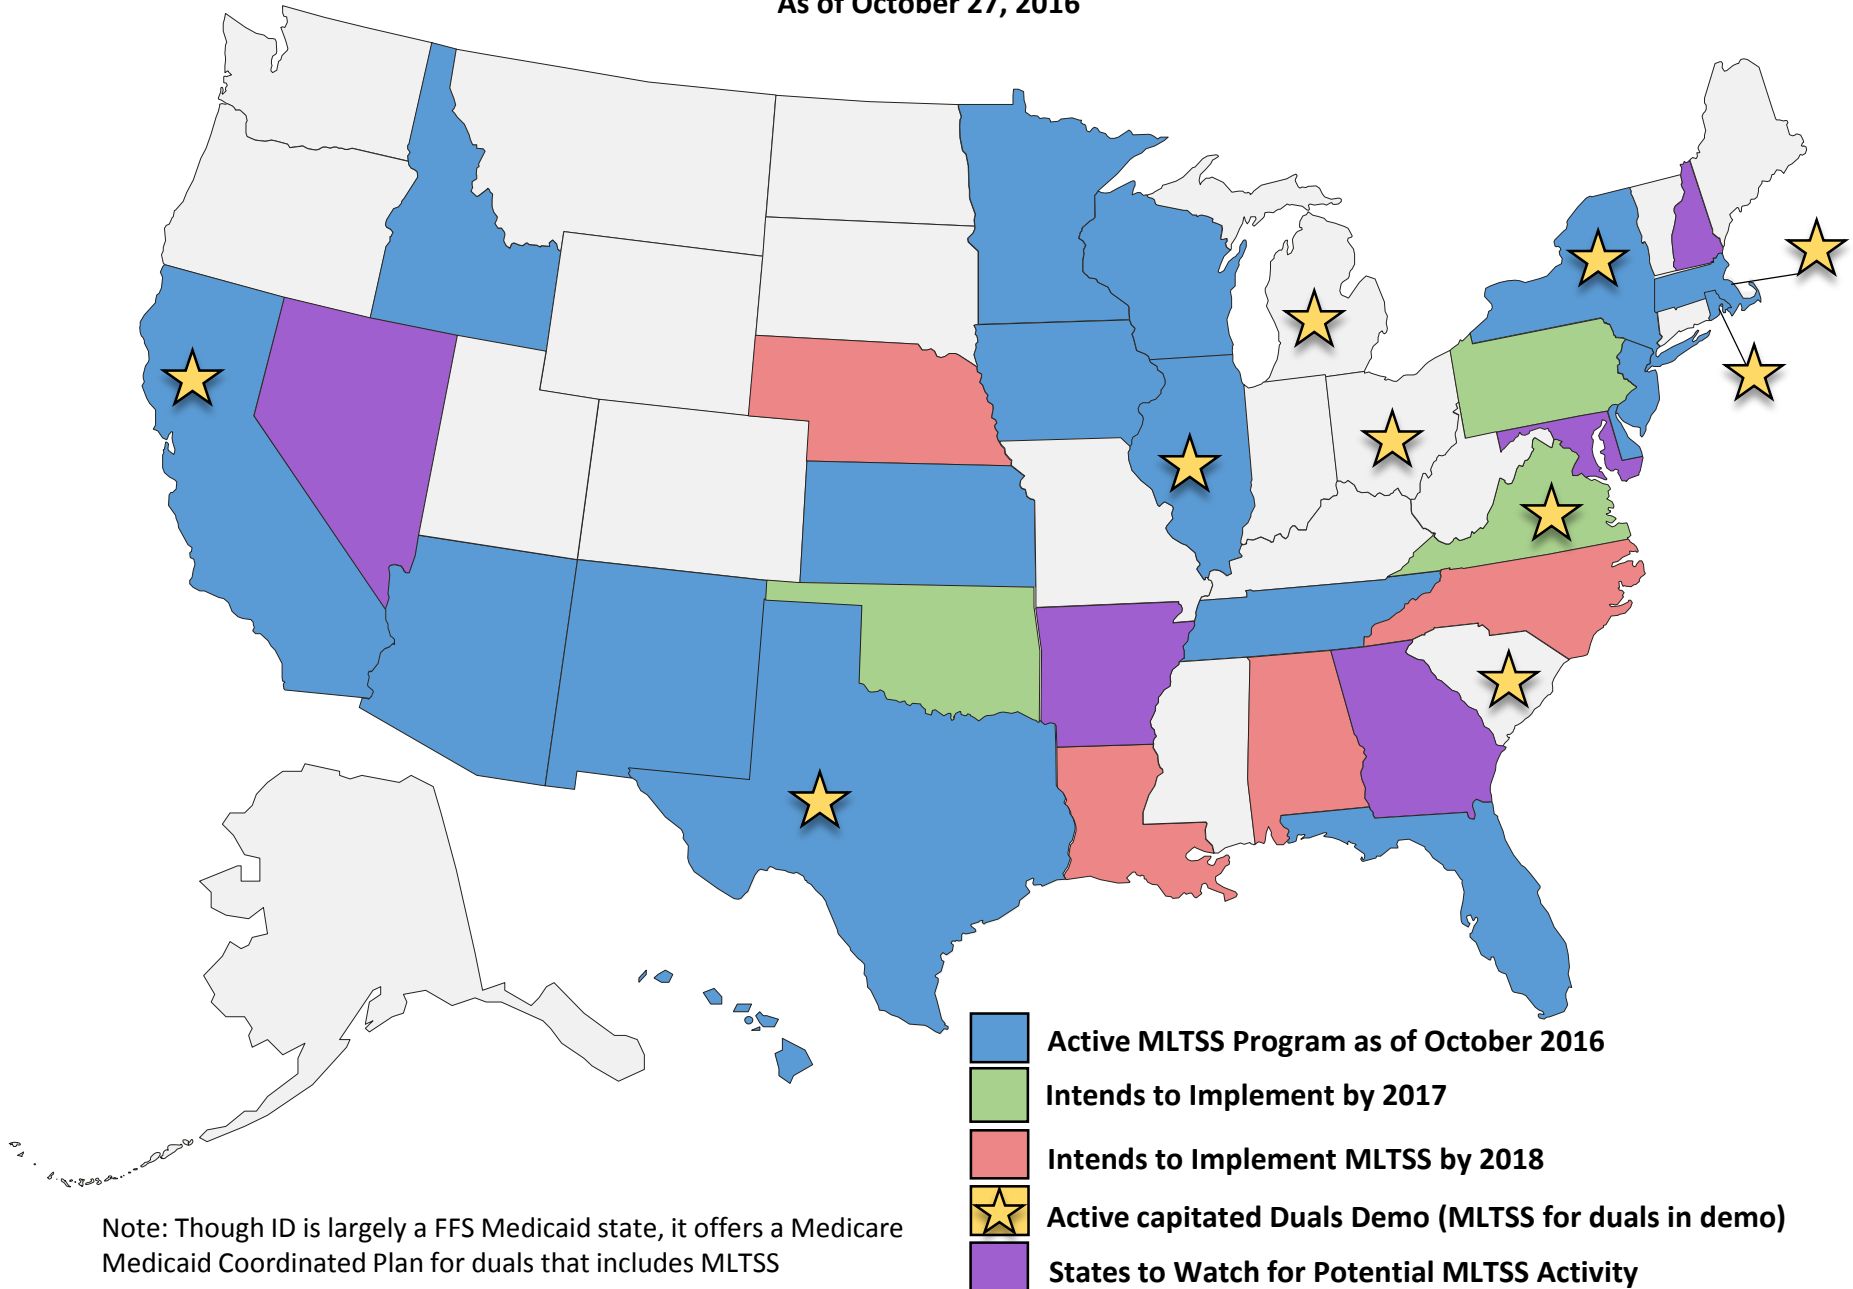 As of October 27, 2016
Active MLTSS Program as of October 2016
Intends to Implement by 2017
Intends to Implement MLTSS by 2018
Active capitated Duals Demo (MLTSS for duals in demo)
States to Watch for Potential MLTSS Activity
Note: Though ID is largely a FFS Medicaid state, it offers a Medicare
Medicaid Coordinated Plan for duals that includes MLTSS